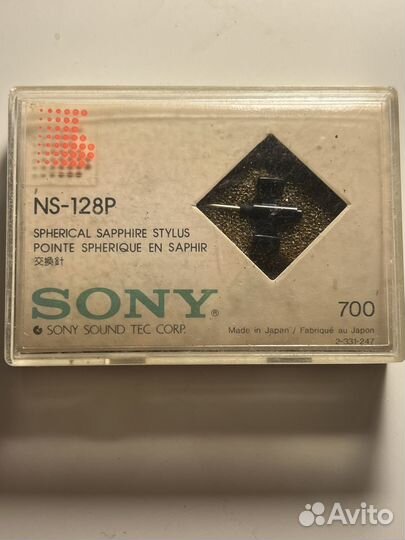 NS-128P
SPHERICAL SAPPHIRE STYLUS
POINTE SPHERIQUE EN SAPHIR
交換針
SONY®
SONY SOUND TEC CORP.
700
Made in Japan / Fabriqué au Japon
2-331-247
Avito